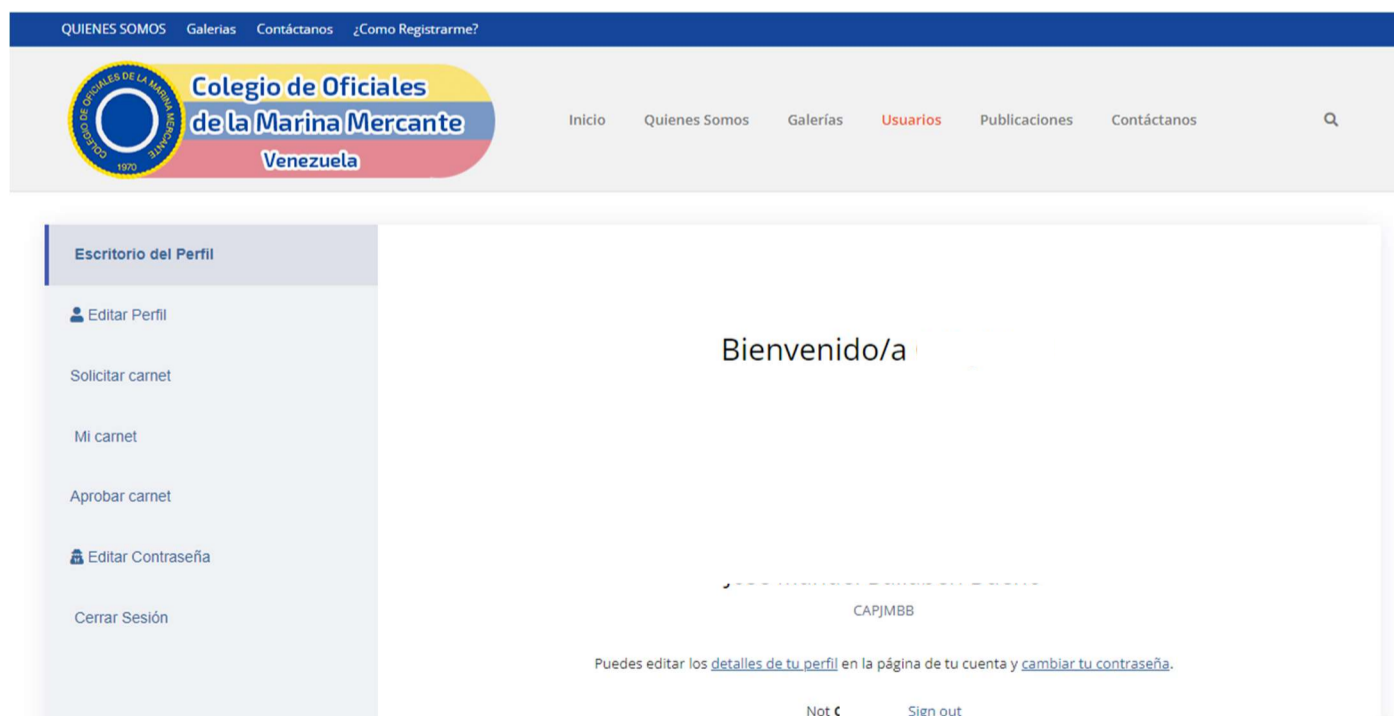 QUIENES SOMOS Galerias Contáctanos ¿Como Registrarme?
COLEGIO DE OFICIALES DE LA MARINA MERCANTE
1970
Colegio de Oficiales
de la Marina Mercante
Venezuela
Inicio Quienes Somos Galerías Usuarios Publicaciones Contáctanos
Escritorio del Perfil
Editar Perfil
Solicitar carnet
Mi carnet
Aprobar carnet
Editar Contraseña
Cerrar Sesión
Bienvenido/a
CAPJMBB
Puedes editar los detalles de tu perfil en la página de tu cuenta y cambiar tu contraseña.
Not Sign out